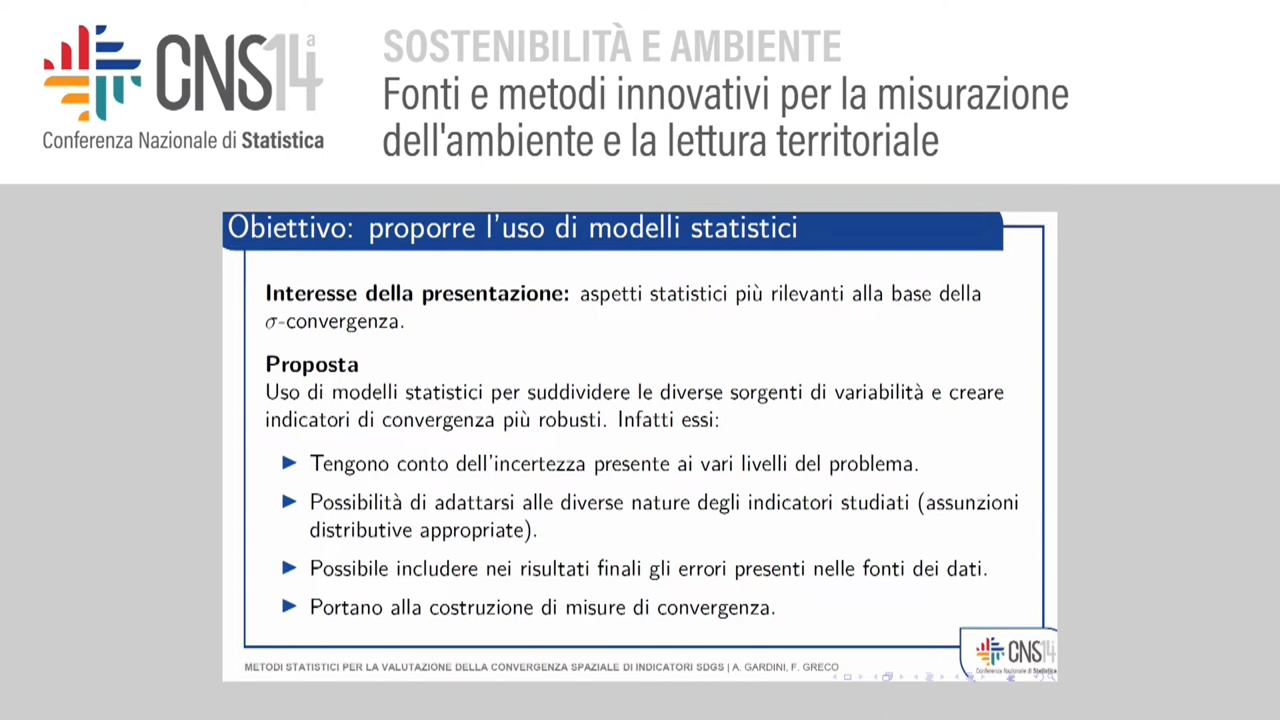 CNS14ª
Conferenza Nazionale di Statistica
SOSTENIBILITÀ E AMBIENTE
Fonti e metodi innovativi per la misurazione
dell'ambiente e la lettura territoriale
Obiettivo: proporre l'uso di modelli statistici
Interesse della presentazione: aspetti statistici più rilevanti alla base della
σ-convergenza.
Proposta
Uso di modelli statistici per suddividere le diverse sorgenti di variabilità e creare
indicatori di convergenza più robusti. Infatti essi:
▶ Tengono conto dell'incertezza presente ai vari livelli del problema.
▶ Possibilità di adattarsi alle diverse nature degli indicatori studiati (assunzioni
distributive appropriate).
▶ Possibile includere nei risultati finali gli errori presenti nelle fonti dei dati.
▶ Portano alla costruzione di misure di convergenza.
METODI STATISTICI PER LA VALUTAZIONE DELLA CONVERGENZA SPAZIALE DI INDICATORI SDGS | A. GARDINI, F. GRECO
CNS14
Conferenza Nazionale di Statistica